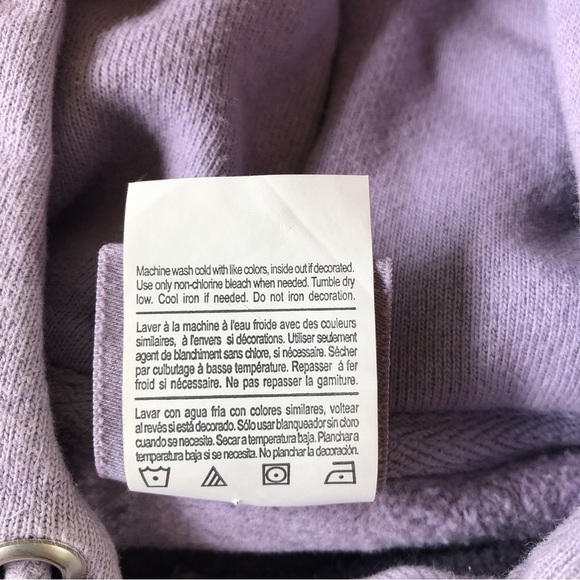 Machine wash cold with like colors, inside out if decorated.
Use only non-chlorine bleach when needed. Tumble dry
low. Cool iron if needed. Do not iron decoration.
Laver à la machine à l'eau froide avec des couleurs
similaires, à l'envers si décorations. Utiliser seulement
agent de blanchiment sans chlore, si nécessaire. Sécher
par culbutage à basse température. Repasser á fer
froid si nécessaire. Ne pas repasser la garniture.
Lavar con agua fría con colores similares, voltear
al revés si está decorado. Sólo usar blanqueador sin cloro
cuando se necesite. Secar a temperatura baja. Planchar a
temperatura baja si se necesite. No planchar la decoración.